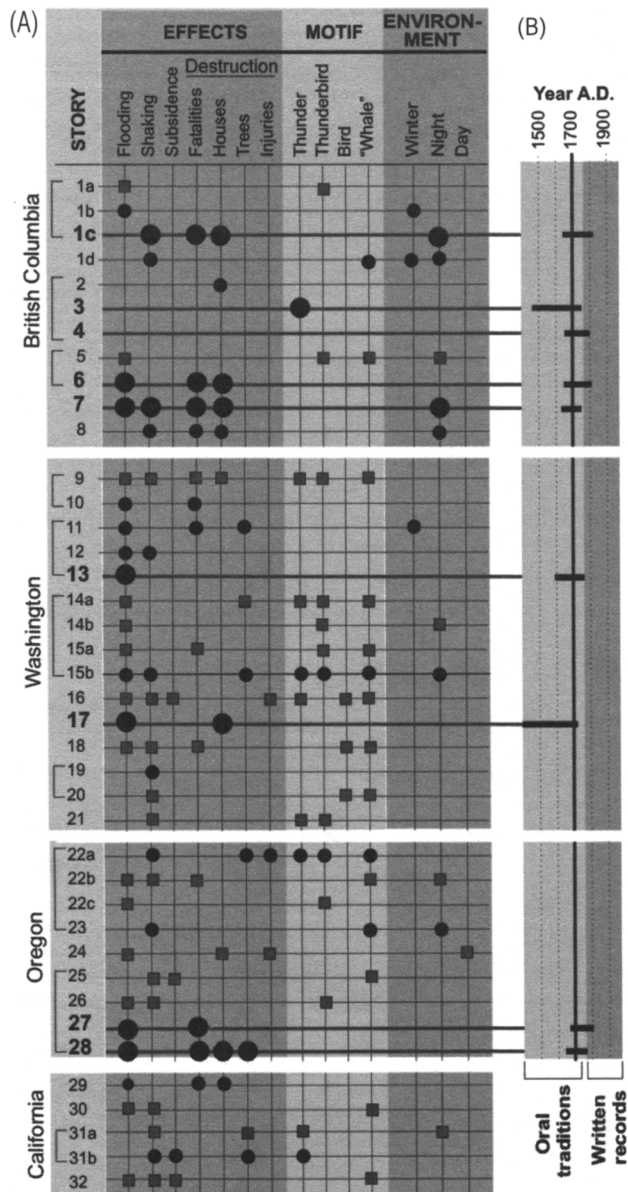 (A)
(B)
EFFECTS
MOTIF
ENVIRON-
MENT
Destruction
STORY
Flooding
Shaking
Subsidence
Fatalities
Houses
Trees
Injuries
Thunder
Thunderbird
Bird
"Whale"
Winter
Night
Day
Year A.D.
1500
1700
1900
British Columbia
1a
1b
1c
1d
2
3
4
5
6
7
8
Washington
9
10
11
12
13
14a
14b
15a
15b
16
17
18
19
20
21
Oregon
22a
22b
22c
23
24
25
26
27
28
California
29
30
31a
31b
32
Oral
traditions
Written
records